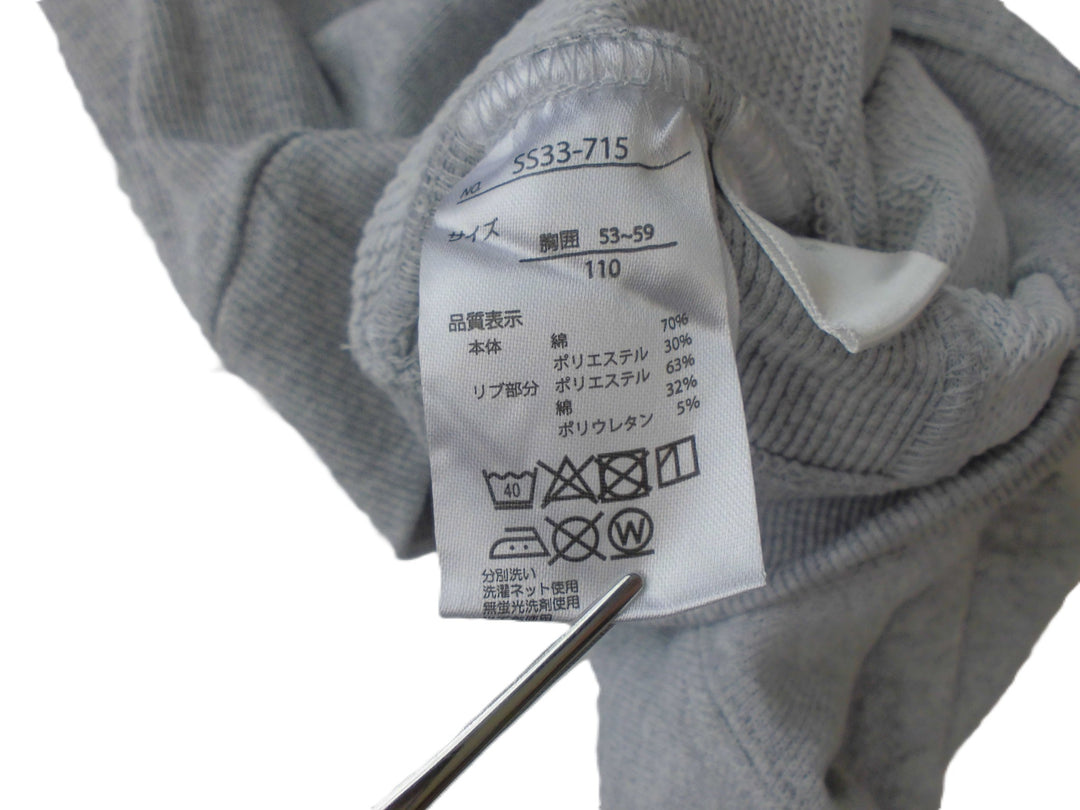 NO. SS33-715
サイズ 胸囲 53~59
110
品質表示
本体 綿 70%
ポリエステル 30%
リブ部分 ポリエステル 63%
綿 32%
ポリウレタン 5%
40
W
分別洗い
洗濯ネット使用
無蛍光洗剤使用